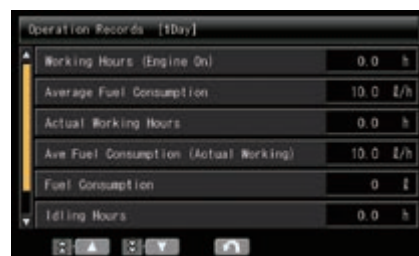 Operation Records [1Day]
Working Hours (Engine On) 0.0 h
Average Fuel Consumption 10.0 ℓ/h
Actual Working Hours 0.0 h
Ave Fuel Consumption (Actual Working) 10.0 ℓ/h
Fuel Consumption 0 ℓ
Idling Hours 0.0 h